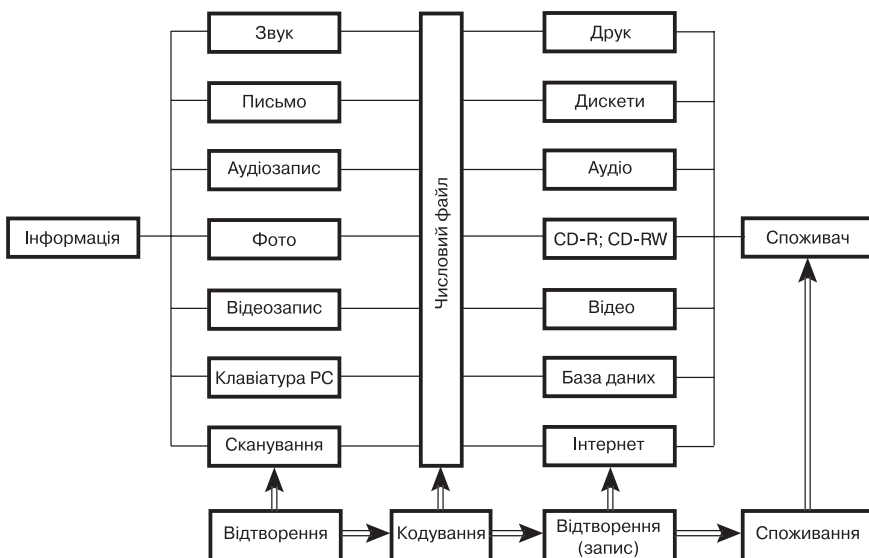 Звук
Друк
Письмо
Дискети
Аудіозапис
Аудіо
Інформація
Фото
Числовий файл
CD-R; CD-RW
Споживач
Відеозапис
Відео
Клавіатура PC
База даних
Сканування
Інтернет
Відтворення
Кодування
Відтворення
(запис)
Споживання